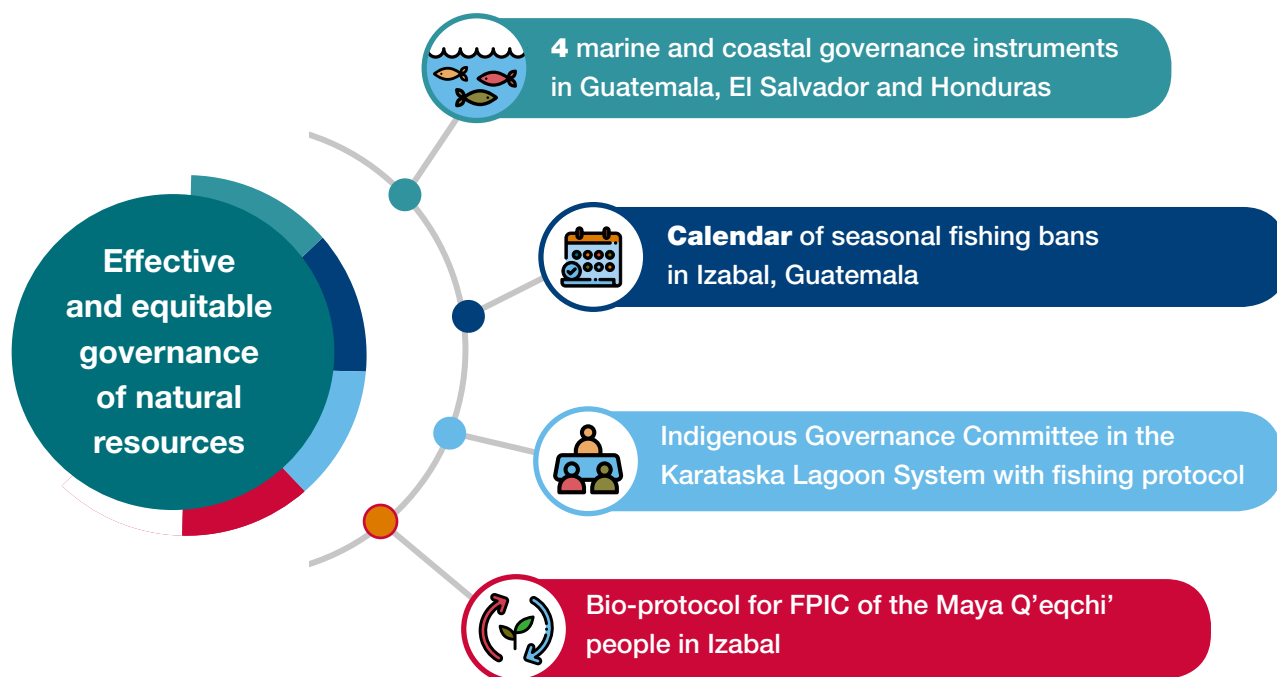 Effective
and equitable
governance
of natural
resources
4 marine and coastal governance instruments
in Guatemala, El Salvador and Honduras
Calendar of seasonal fishing bans
in Izabal, Guatemala
Indigenous Governance Committee in the
Karataska Lagoon System with fishing protocol
Bio-protocol for FPIC of the Maya Q’eqchi’
people in Izabal